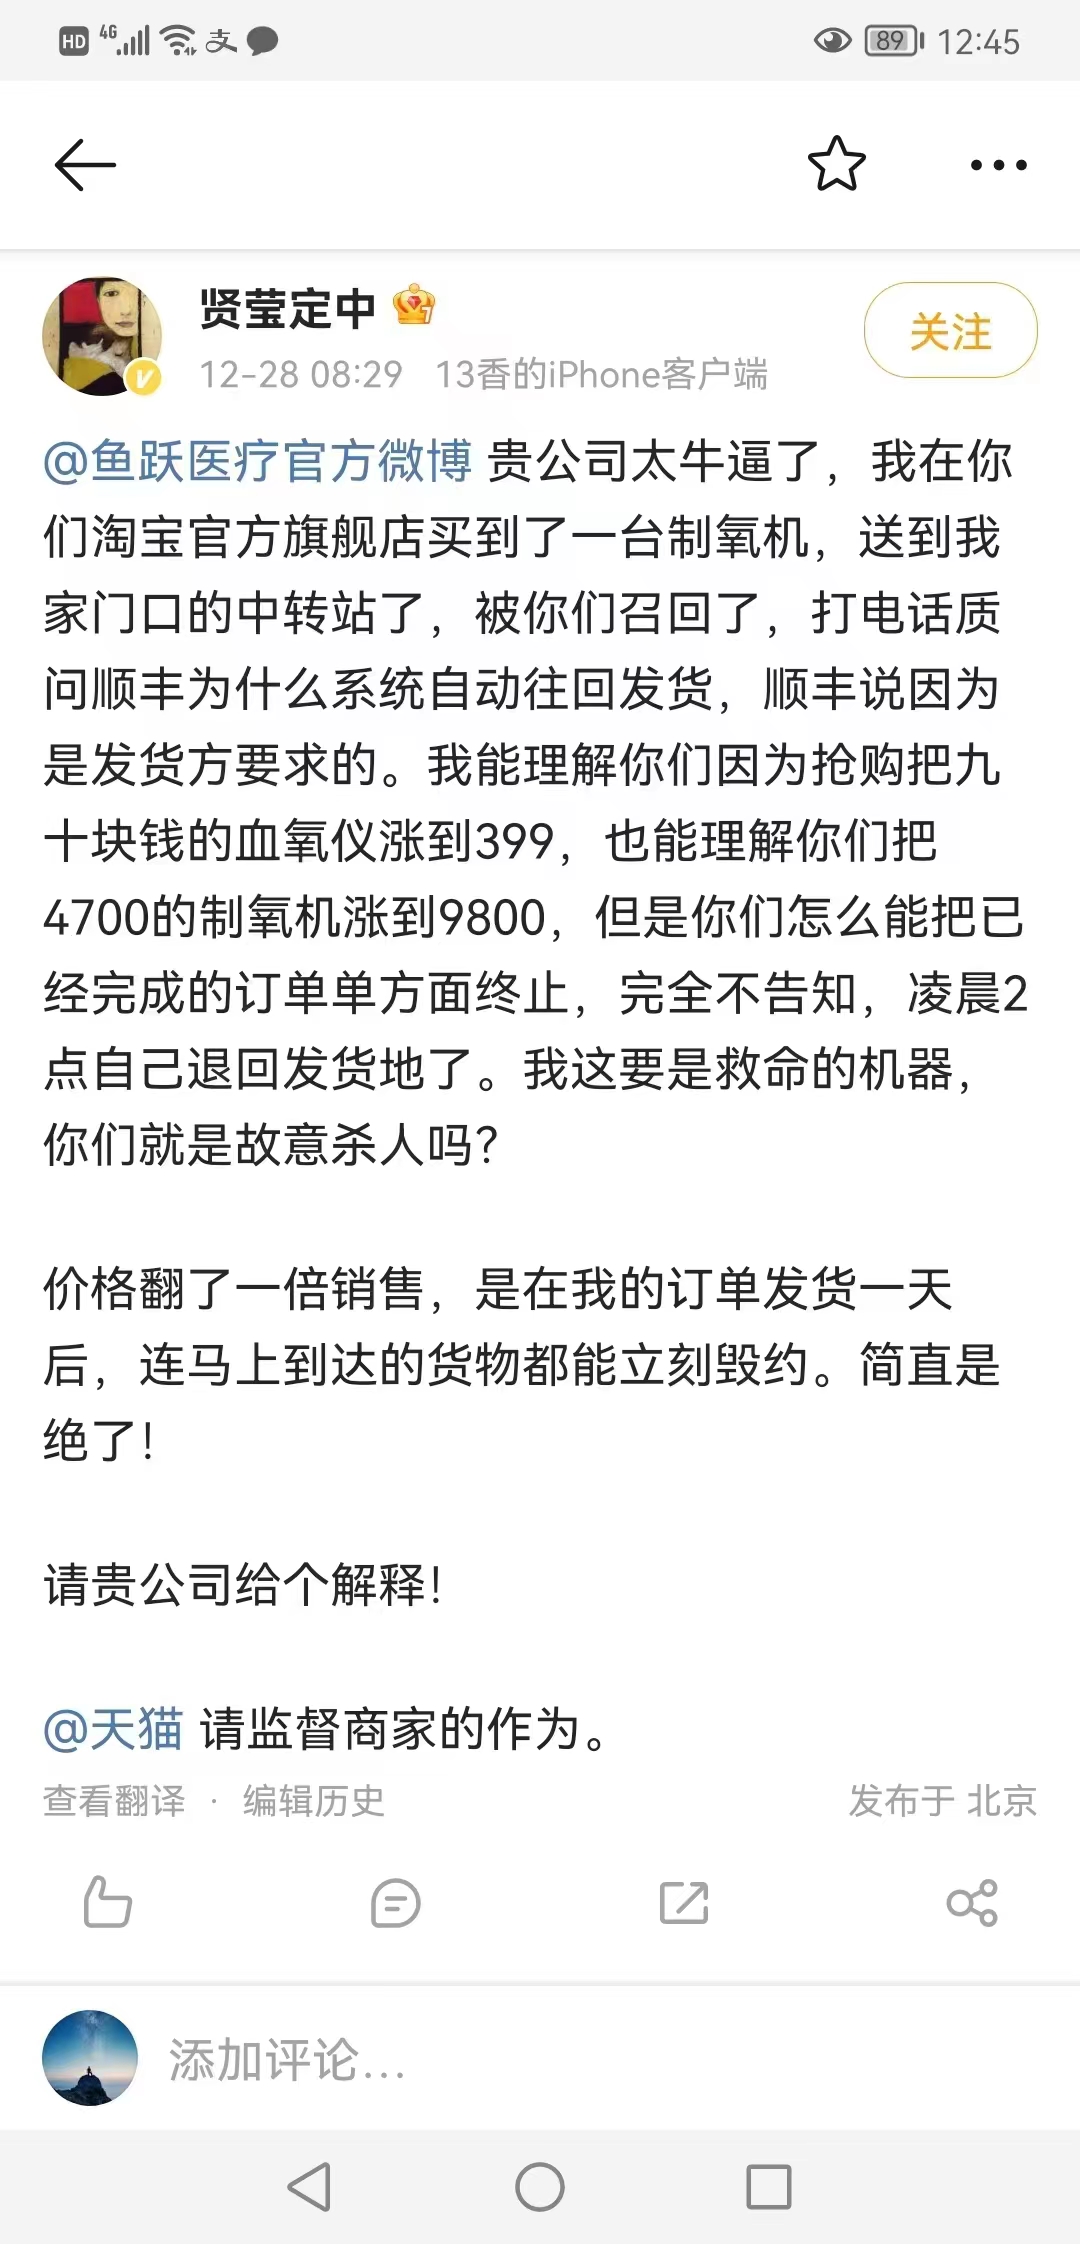 HD 4G 支 89 12:45
贤莹定中 7
关注
12-28 08:29 13香的iPhone客户端
@鱼跃医疗官方微博 贵公司太牛逼了，我在你
们淘宝官方旗舰店买到了一台制氧机，送到我
家门口的中转站了，被你们召回了，打电话质
问顺丰为什么系统自动往回发货，顺丰说因为
是发货方要求的。我能理解你们因为抢购把九
十块钱的血氧仪涨到399，也能理解你们把
4700的制氧机涨到9800，但是你们怎么能把已
经完成的订单单方面终止，完全不告知，凌晨2
点自己退回发货地了。我这要是救命的机器，
你们就是故意杀人吗？
价格翻了一倍销售，是在我的订单发货一天
后，连马上到达的货物都能立刻毁约。简直是
绝了！
请贵公司给个解释！
@天猫 请监督商家的作为。
查看翻译 · 编辑历史 发布于 北京
添加评论...